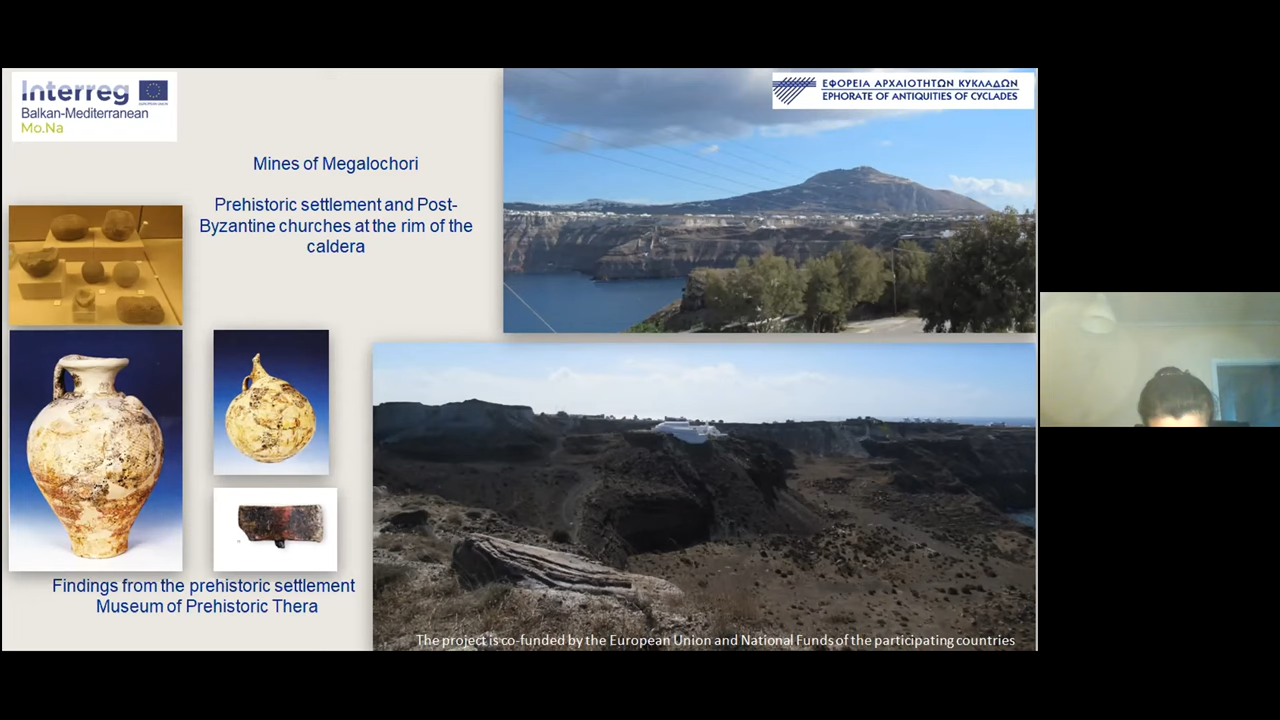 Interreg
EUROPEAN UNION
Balkan-Mediterranean
Mo.Na
ΕΦΟΡΕΙΑ ΑΡΧΑΙΟΤΗΤΩΝ ΚΥΚΛΑΔΩΝ
EPHORATE OF ANTIQUITIES OF CYCLADES
Mines of Megalochori
Prehistoric settlement and Post-
Byzantine churches at the rim of the
caldera
Findings from the prehistoric settlement
Museum of Prehistoric Thera
The project is co-funded by the European Union and National Funds of the participating countries